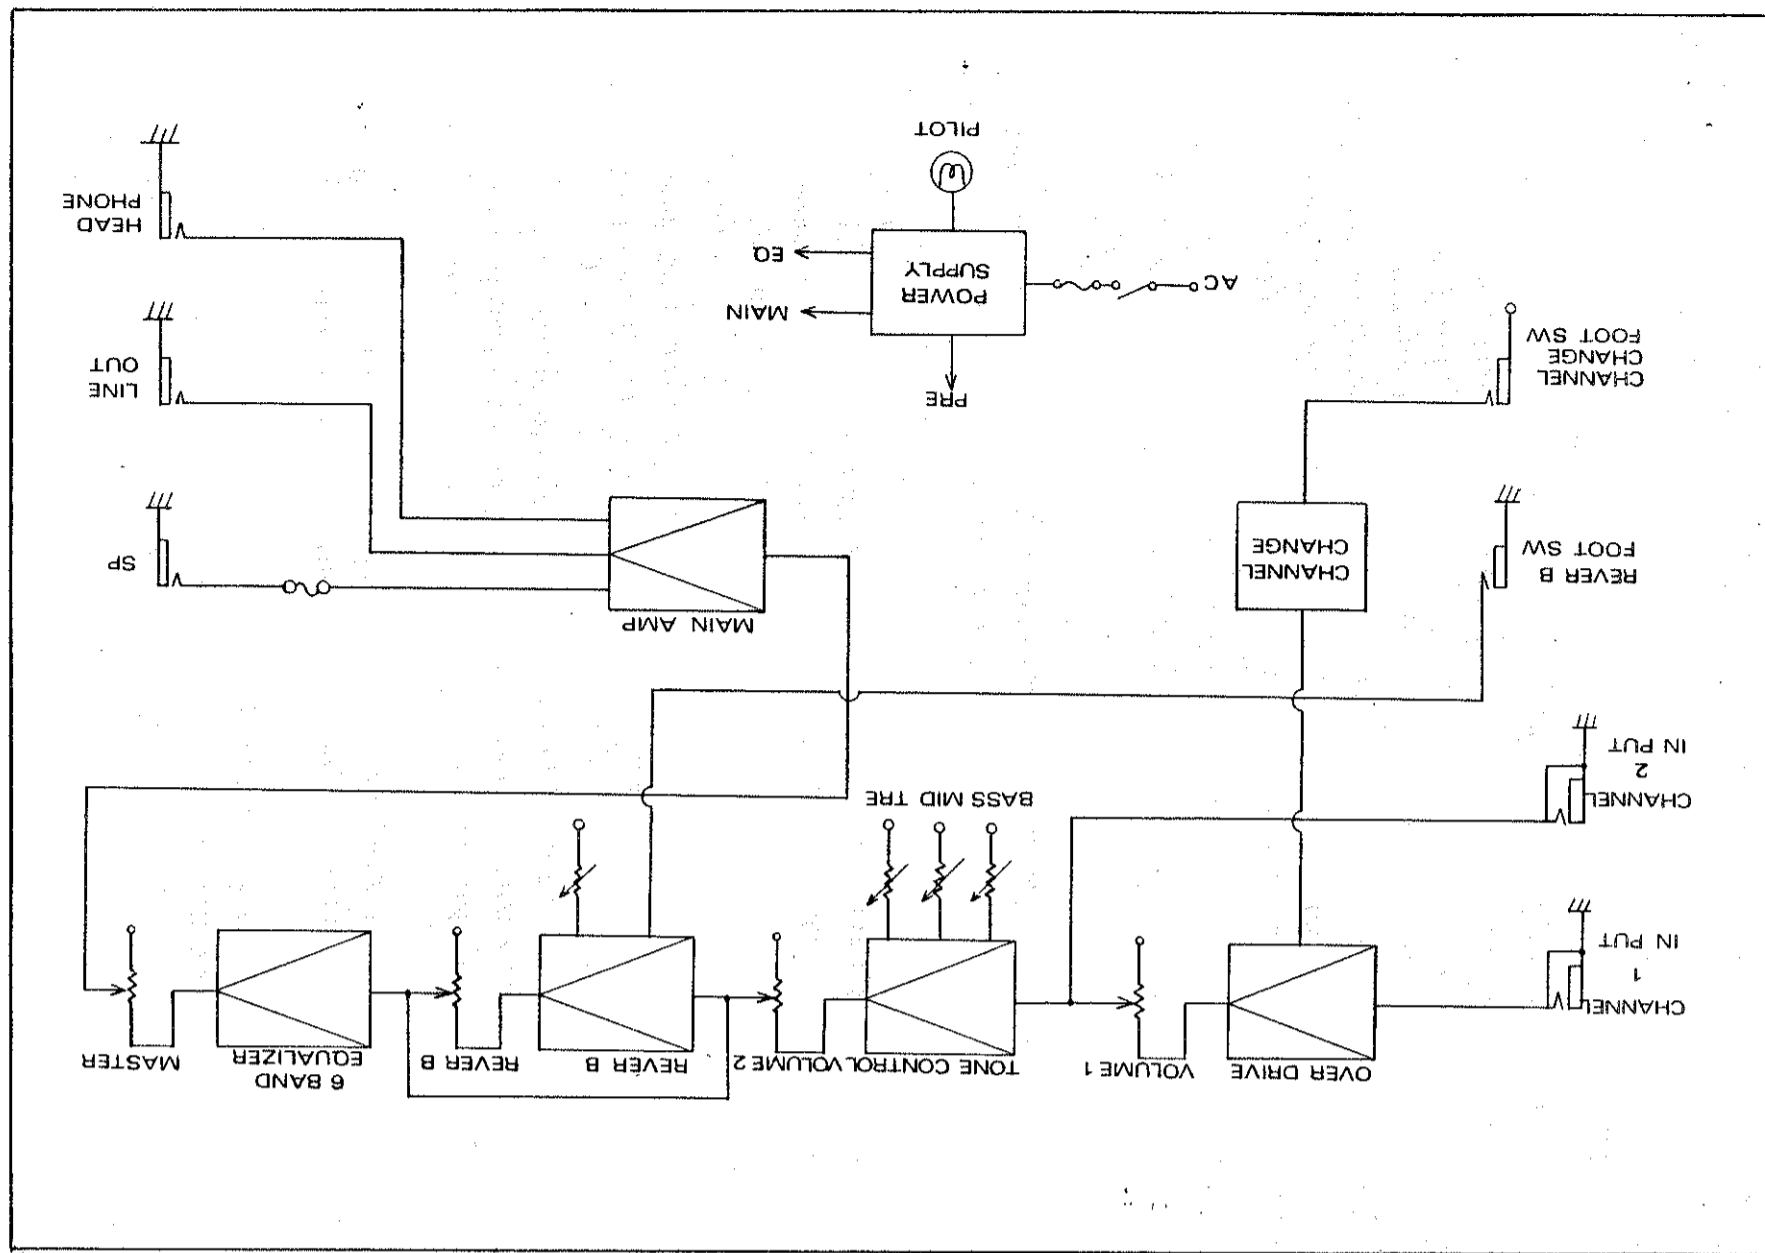 CHANNEL
1
IN PUT
OVER DRIVE
VOLUME 1
TONE CONTROL
VOLUME 2
REVER B
REVER B
6 BAND
EQUALIZER
MASTER
CHANNEL
2
IN PUT
BASS MID TRE
REVER B
FOOT SW
CHANNEL
CHANGE
MAIN AMP
SP
CHANNEL
CHANGE
FOOT SW
PRE
LINE
OUT
AC
POWER
SUPPLY
MAIN
EQ
HEAD
PHONE
PILOT